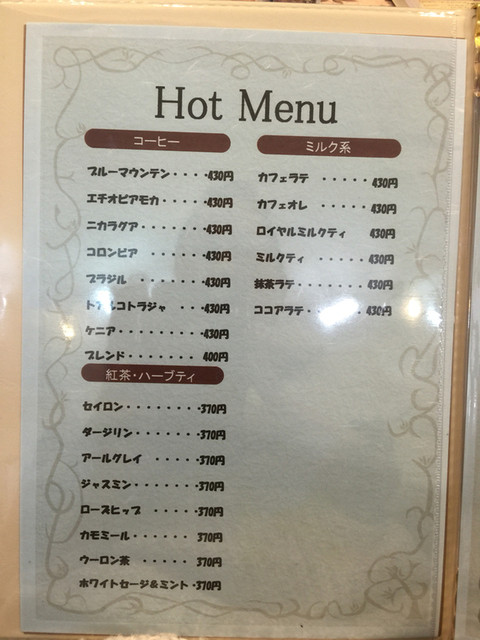 Hot Menu
コーヒー
ブルーマウンテン・・・・430円
エチオピアモカ・・・・・430円
ニカラグア・・・・・・・430円
コロンビア ・・・・・・430円
ブラジル ・・・・・・・430円
トアルコトラジャ ・・・430円
ケニア・・・・・・・・・430円
ブレンド・・・・・・・・ 400円
紅茶・ハーブティ
セイロン・・・・・・・・370円
ダージリン・・・・・・・370円
アールグレイ ・・・・・370円
ジャスミン・・・・・・・370円
ローズヒップ ・・・・・370円
カモミール・・・・・・ 370円
ウーロン茶 ・・・・・ 370円
ホワイトセージ&ミント・370円
ミルク系
カフェラテ ・・・・・430円
カフェオレ ・・・・・430円
ロイヤルミルクティ 430円
ミルクティ ・・・・・430円
抹茶ラテ・・・・・・・430円
ココアラテ・・・・・・430円